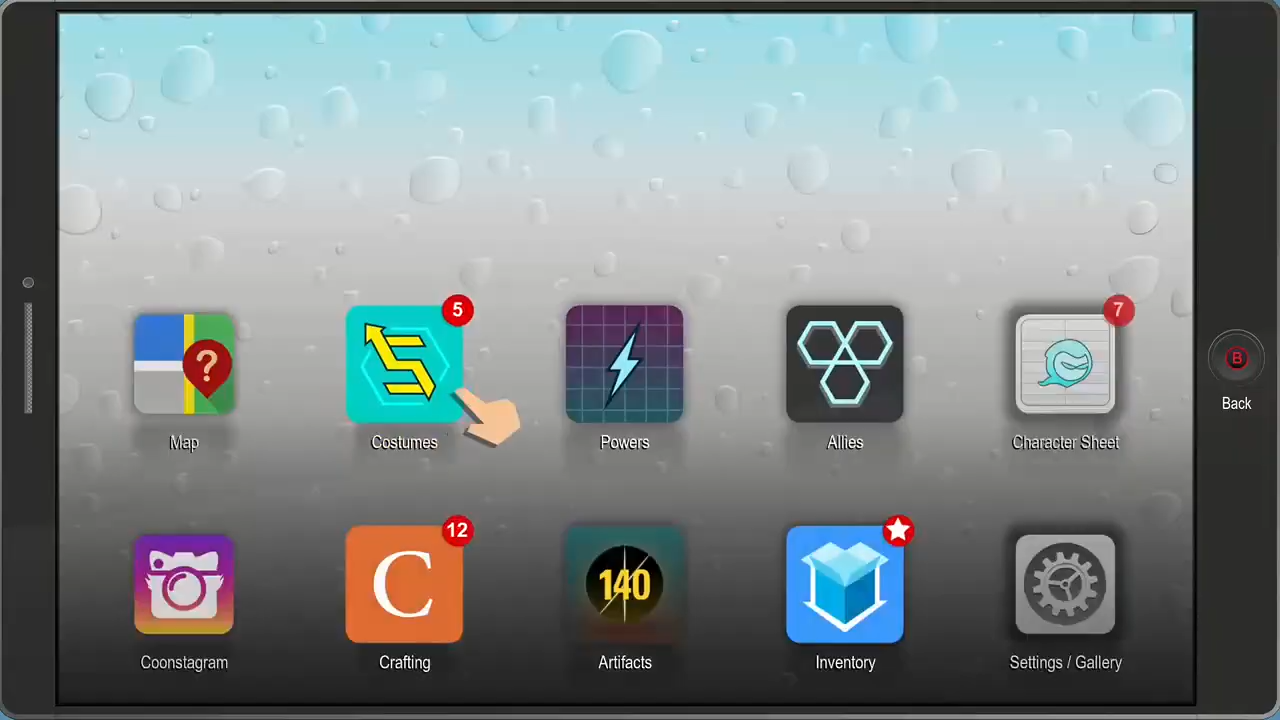 5
7
?
B
Map
Costumes
Powers
Allies
Character Sheet
Back
12
C
140
Coonstagram
Crafting
Artifacts
Inventory
Settings / Gallery